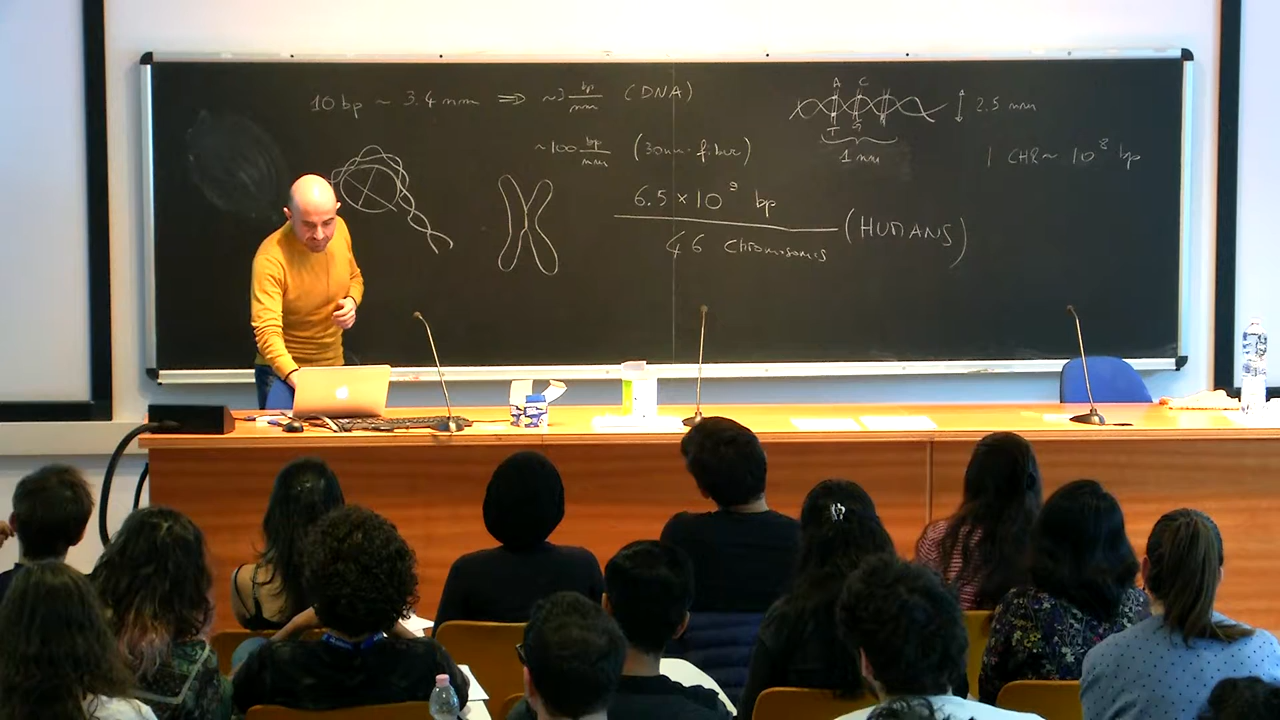 10 bp ~ 3.4 nm ⇒ ~3 bp/nm (DNA)
~100 bp/nm (30nm fiber)
6.5 × 10⁹ bp
46 Chromosomes
(HUMANS)
A C
T G
1 nm
2.5 nm
1 CHR ~ 10⁸ bp